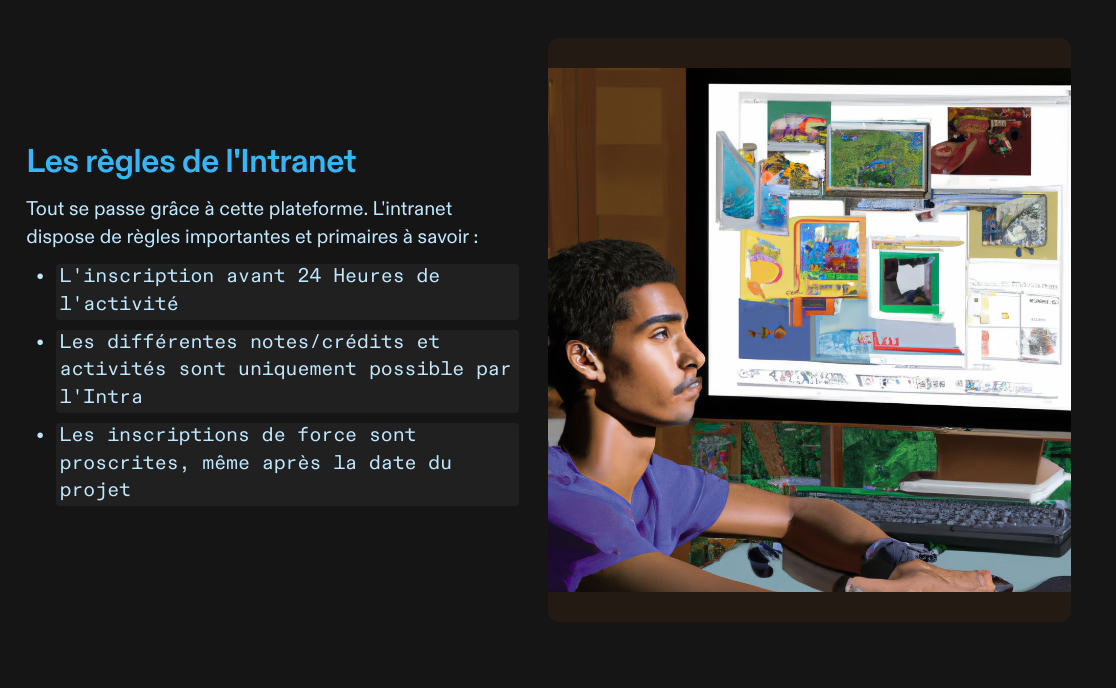 Les règles de l'Intranet
Tout se passe grâce à cette plateforme. L'intranet
dispose de règles importantes et primaires à savoir :
• L'inscription avant 24 Heures de
l'activité
• Les différentes notes/crédits et
activités sont uniquement possible par
l'Intra
• Les inscriptions de force sont
proscrites, même après la date du
projet